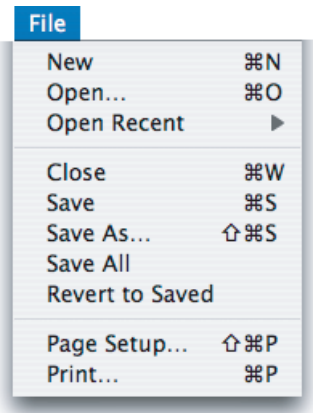 File
New ⌘N
Open... ⌘O
Open Recent ▶
Close ⌘W
Save ⌘S
Save As... ⇧⌘S
Save All
Revert to Saved
Page Setup... ⇧⌘P
Print... ⌘P